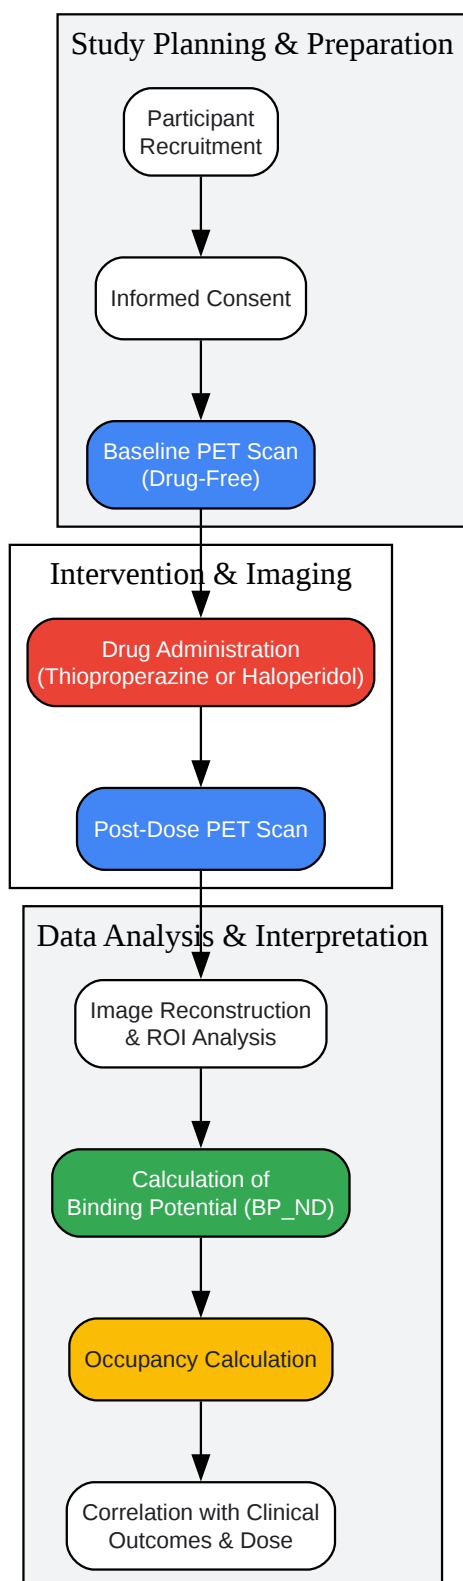 Study Planning & Preparation
Participant
Recruitment
Informed Consent
Baseline PET Scan
(Drug-Free)
Intervention & Imaging
Drug Administration
(Thioproperazine or Haloperidol)
Post-Dose PET Scan
Data Analysis & Interpretation
Image Reconstruction
& ROI Analysis
Calculation of
Binding Potential (BP_ND)
Occupancy Calculation
Correlation with Clinical
Outcomes & Dose